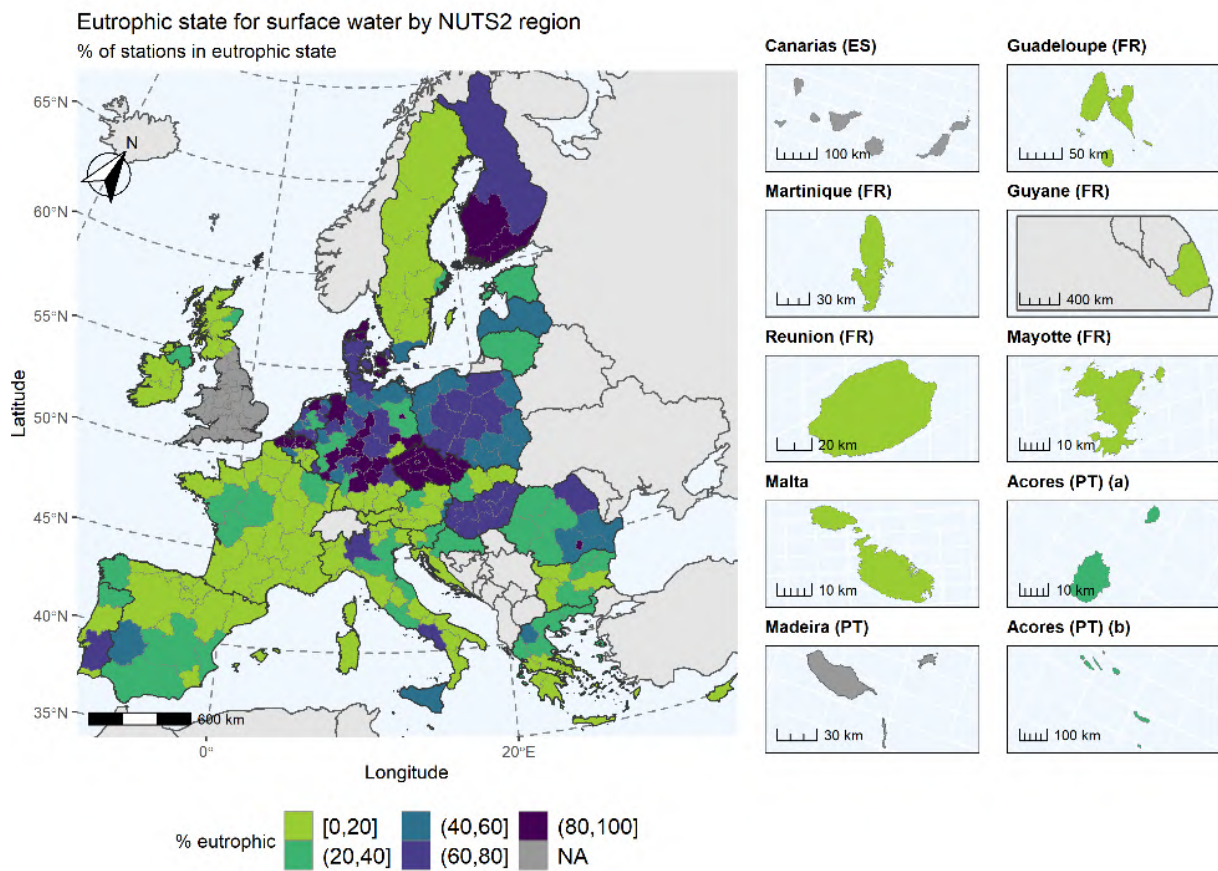 Eutrophic state for surface water by NUTS2 region
% of stations in eutrophic state
65°N
60°N
55°N
50°N
45°N
40°N
35°N
N
Latitude
600 km
0°
20°E
Longitude
Canarias (ES)
100 km
Guadeloupe (FR)
50 km
Martinique (FR)
30 km
Guyane (FR)
400 km
Reunion (FR)
20 km
Mayotte (FR)
10 km
Malta
10 km
Acores (PT) (a)
10 km
Madeira (PT)
30 km
Acores (PT) (b)
100 km
% eutrophic
[0,20]
(20,40]
(40,60]
(60,80]
(80,100]
NA